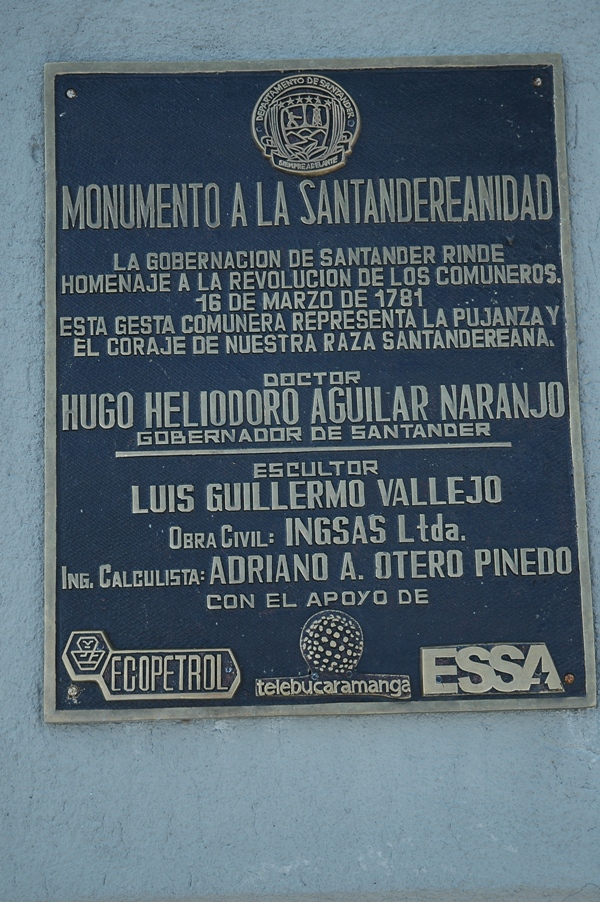 DEPARTAMENTO DE SANTANDER
SIEMPRE ADELANTE
MONUMENTO A LA SANTANDEREANIDAD
LA GOBERNACION DE SANTANDER RINDE
HOMENAJE A LA REVOLUCION DE LOS COMUNEROS.
16 DE MARZO DE 1781
ESTA GESTA COMUNERA REPRESENTA LA PUJANZA Y
EL CORAJE DE NUESTRA RAZA SANTANDEREANA.
DOCTOR
HUGO HELIODORO AGUILAR NARANJO
GOBERNADOR DE SANTANDER
ESCULTOR
LUIS GUILLERMO VALLEJO
OBRA CIVIL: INGSAS Ltda.
ING. CALCULISTA: ADRIANO A. OTERO PINEDO
CON EL APOYO DE
ECOPETROL
telebucaramanga
ESSA